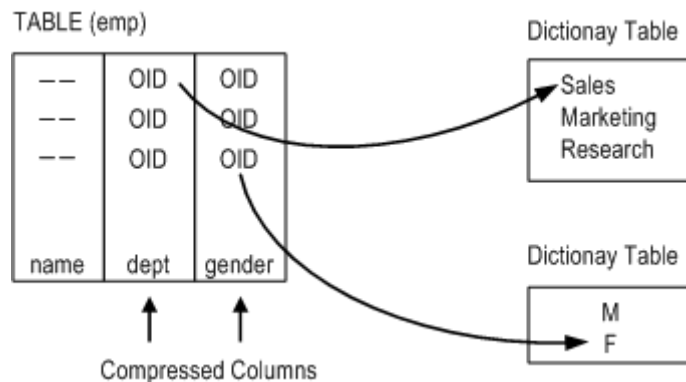 TABLE (emp)
Dictionay Table
—— OID OID
—— OID OID
—— OID OID
name dept gender
Sales
Marketing
Research
Dictionay Table
M
F
Compressed Columns